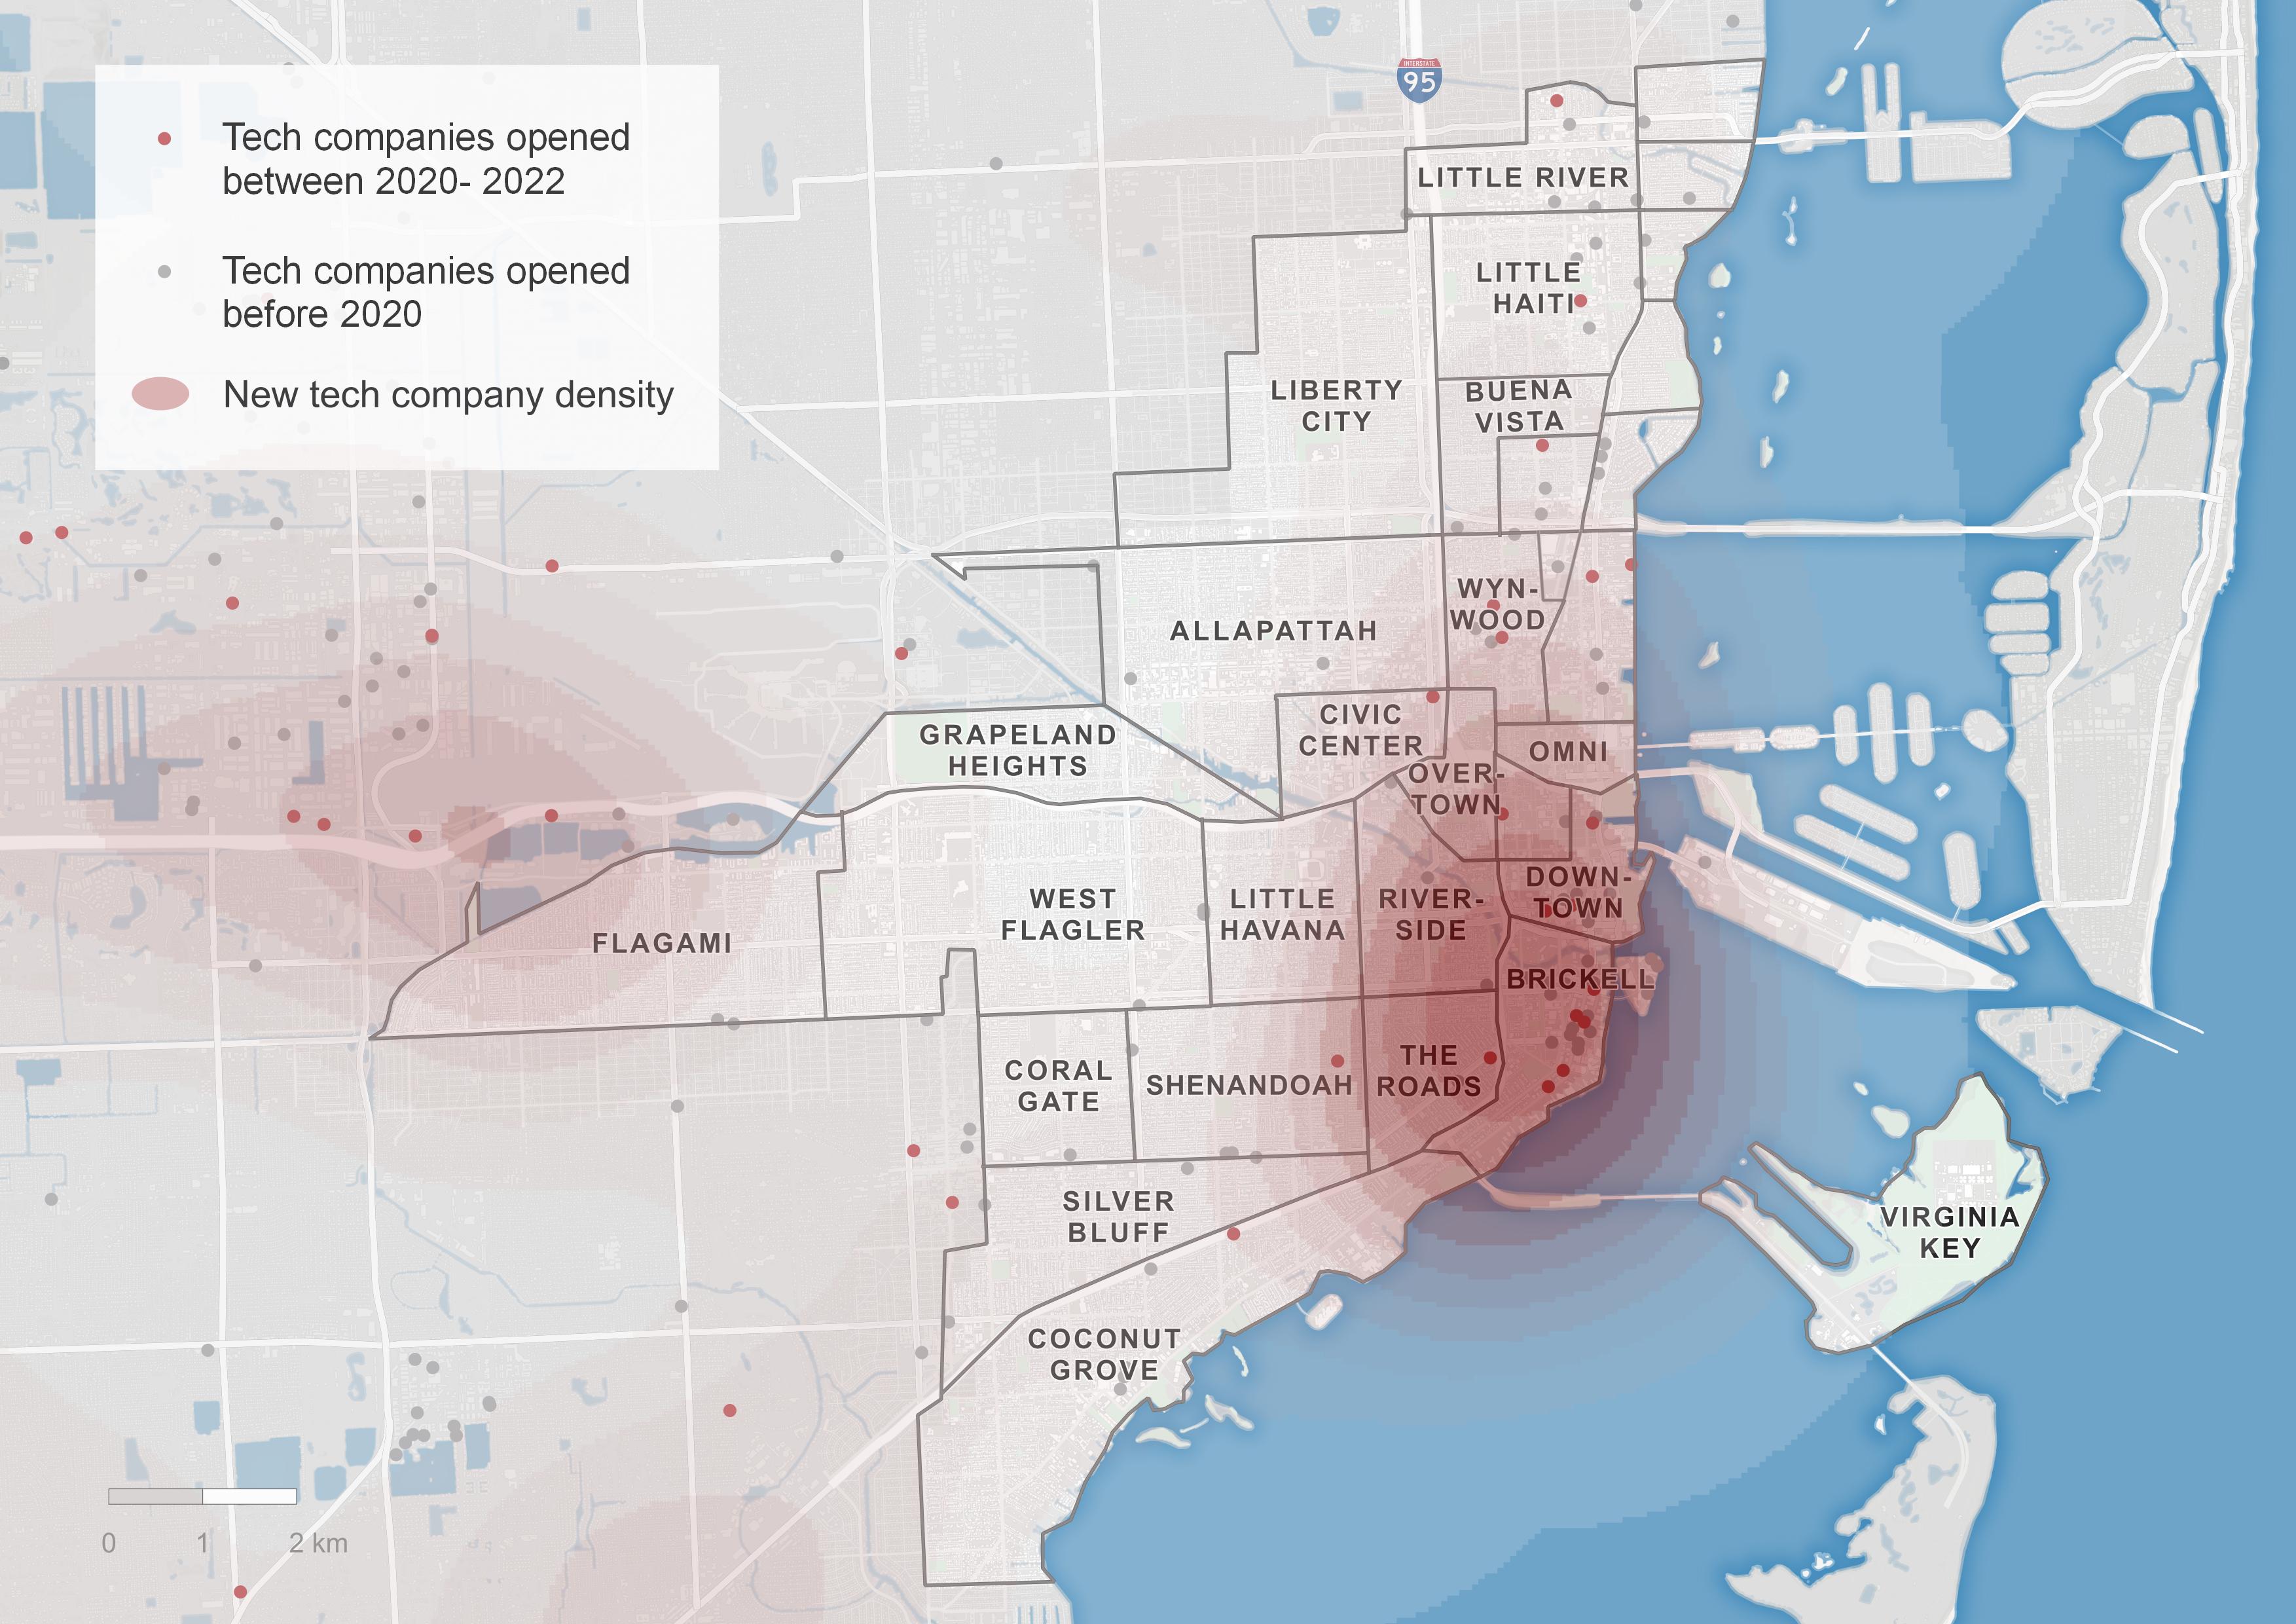 Tech companies opened
between 2020- 2022
Tech companies opened
before 2020
New tech company density
INTERSTATE
95
LITTLE RIVER
LITTLE
HAITI
LIBERTY
CITY
BUENA
VISTA
WYN-
WOOD
ALLAPATTAH
CIVIC
CENTER
GRAPELAND
HEIGHTS
OMNI
OVER-
TOWN
DOWN-
TOWN
WEST
FLAGLER
LITTLE
HAVANA
RIVER-
SIDE
FLAGAMI
BRICKELL
CORAL
GATE
SHENANDOAH
THE
ROADS
SILVER
BLUFF
VIRGINIA
KEY
COCONUT
GROVE
0 1 2 km